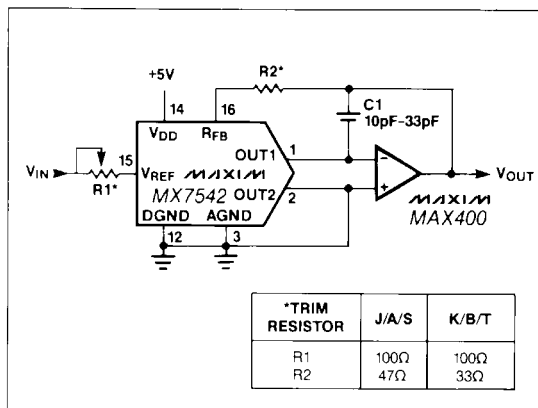 +5V
R2*
14
16
C1
10pF-33pF
VDD
RFB
VIN
15
R1*
VREF
MAXIM
MX7542
OUT1
1
OUT2
2
DGND
AGND
12
3
−
+
VOUT
MAXIM
MAX400
*TRIM RESISTOR J/A/S K/B/T
R1 100Ω 100Ω
R2 47Ω 33Ω